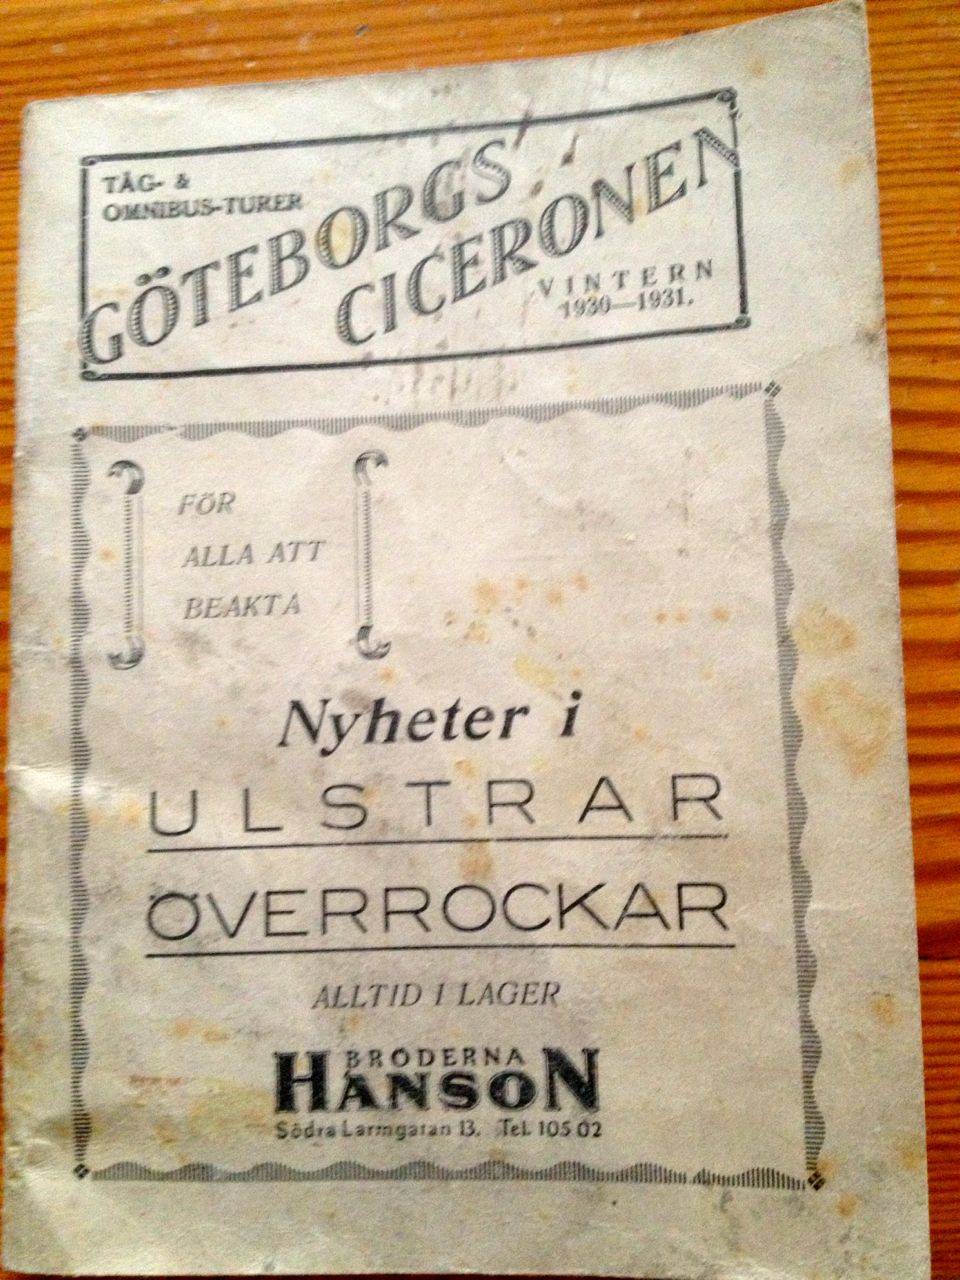 TÅG- &
OMNIBUS-TURER
GÖTEBORGS
CICERONEN
VINTERN
1930—1931.
FÖR
ALLA ATT
BEAKTA
Nyheter i
ULSTRAR
ÖVERROCKAR
ALLTID I LAGER
BRÖDERNA
HANSON
Södra Larmgatan 13. Tel. 105 02